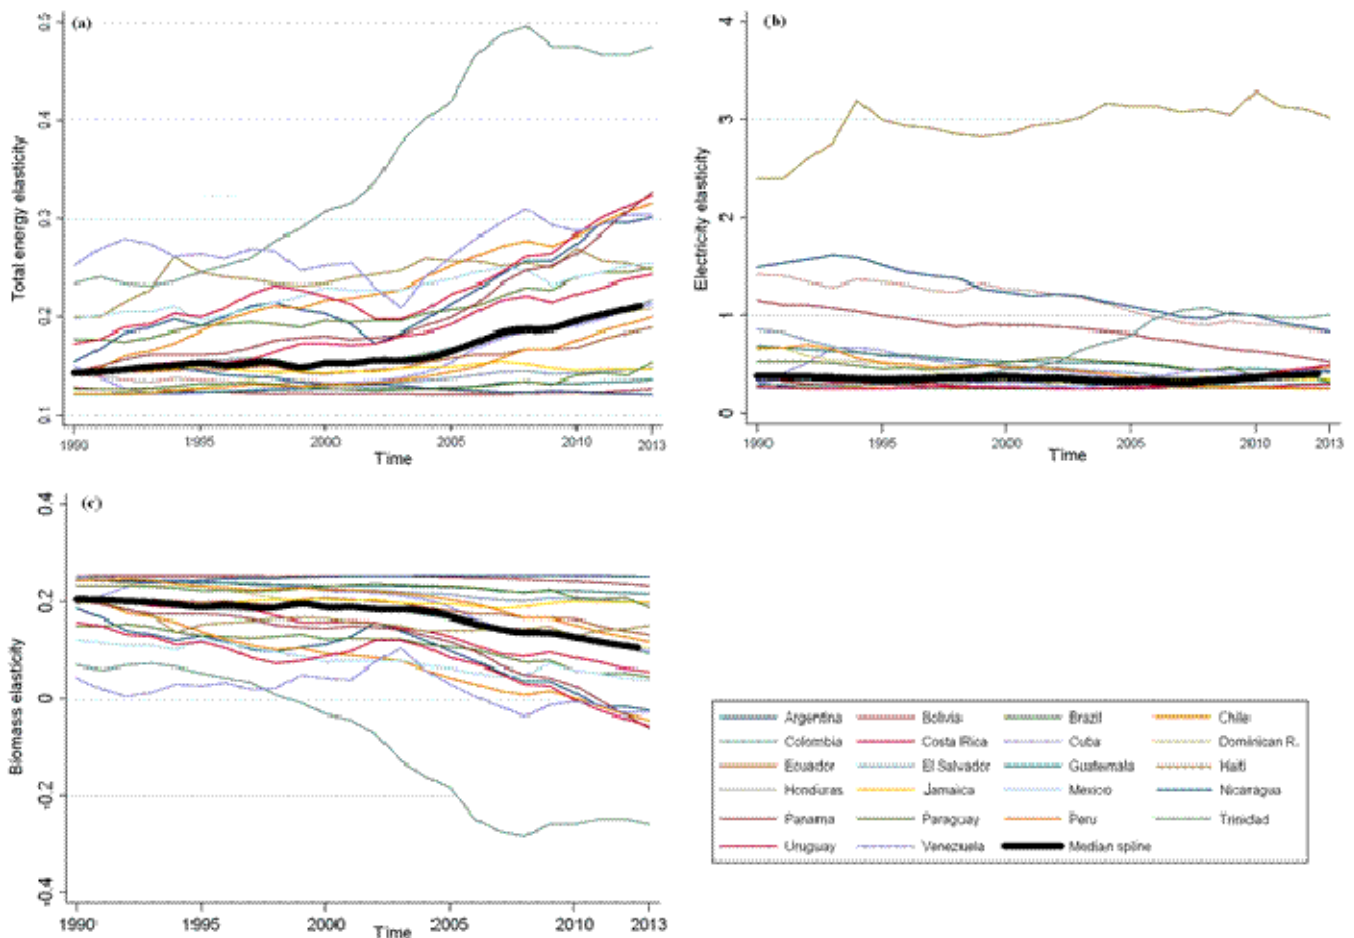 (a)
Total energy elasticity
0.5
0.4
0.3
0.2
0.1
1990 1995 2000 2005 2010 2013
Time
(b)
Electricity elasticity
4
3
2
1
0
1990 1995 2000 2005 2010 2013
Time
(c)
Biomass elasticity
0.4
0.2
0
-0.2
-0.4
1990 1995 2000 2005 2010 2013
Time
Argentina Bolivia Brazil Chile
Colombia Costa Rica Cuba Dominican R.
Ecuador El Salvador Guatemala Haiti
Honduras Jamaica Mexico Nicaragua
Panama Paraguay Peru Trinidad
Uruguay Venezuela Median spline